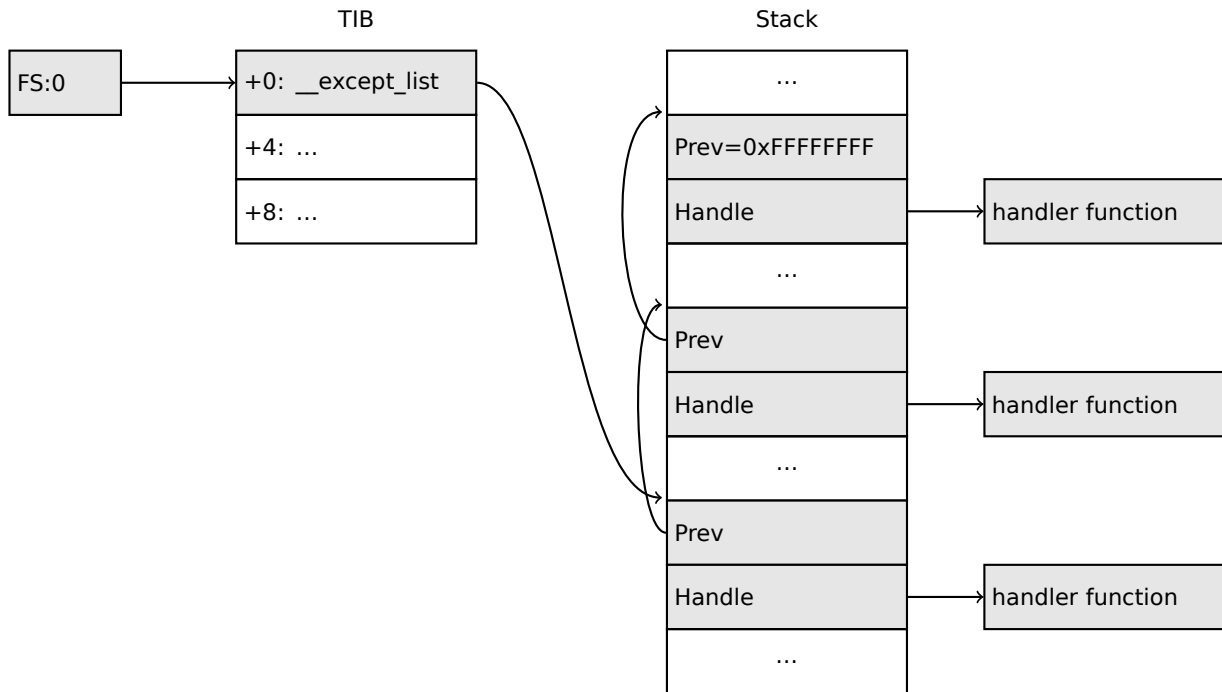 TIB
Stack
FS:0
+0: __except_list
+4: ...
+8: ...
...
Prev=0xFFFFFFFF
Handle
handler function
...
Prev
Handle
handler function
...
Prev
Handle
handler function
...